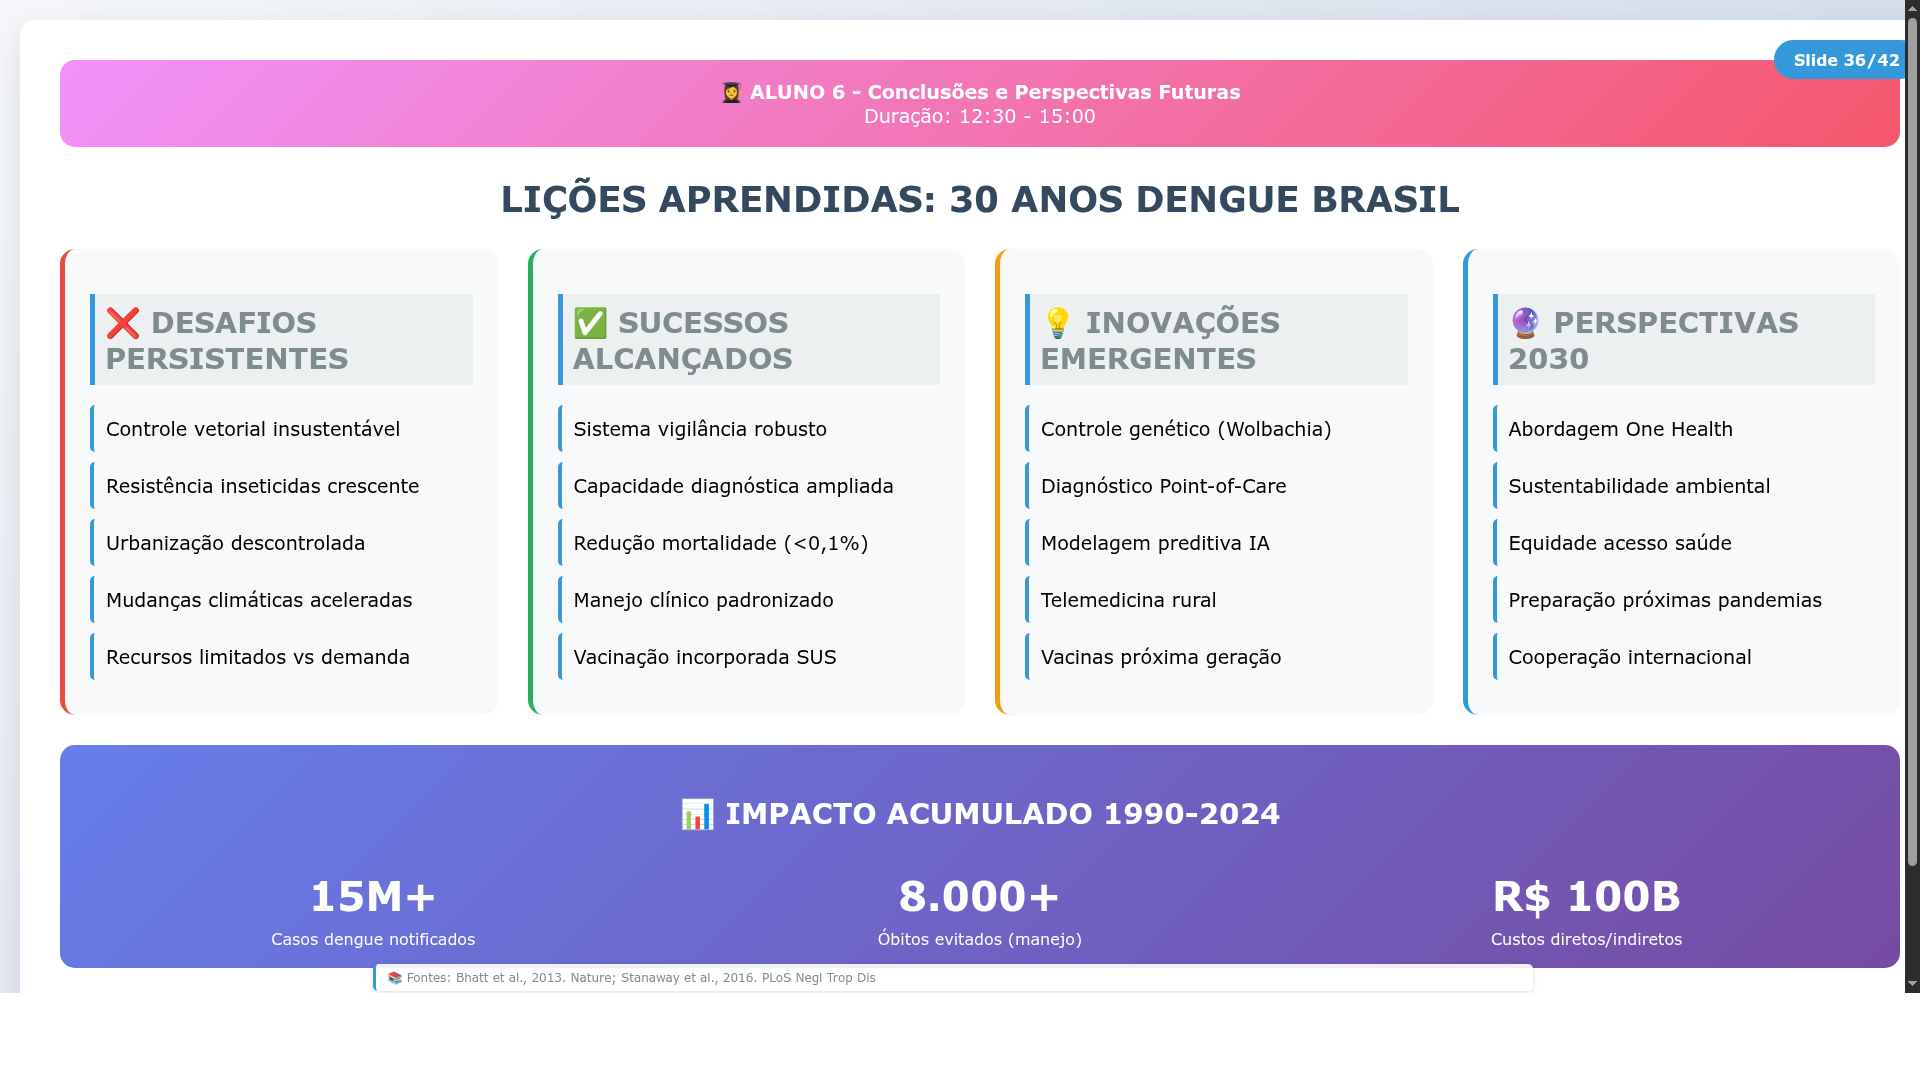 Slide 36/42
👩‍🎓 ALUNO 6 - Conclusões e Perspectivas Futuras
Duração: 12:30 - 15:00
LIÇÕES APRENDIDAS: 30 ANOS DENGUE BRASIL
❌ DESAFIOS
PERSISTENTES
Controle vetorial insustentável
Resistência inseticidas crescente
Urbanização descontrolada
Mudanças climáticas aceleradas
Recursos limitados vs demanda
✅ SUCESSOS
ALCANÇADOS
Sistema vigilância robusto
Capacidade diagnóstica ampliada
Redução mortalidade (<0,1%)
Manejo clínico padronizado
Vacinação incorporada SUS
💡 INOVAÇÕES
EMERGENTES
Controle genético (Wolbachia)
Diagnóstico Point-of-Care
Modelagem preditiva IA
Telemedicina rural
Vacinas próxima geração
🔮 PERSPECTIVAS
2030
Abordagem One Health
Sustentabilidade ambiental
Equidade acesso saúde
Preparação próximas pandemias
Cooperação internacional
📊 IMPACTO ACUMULADO 1990-2024
15M+
Casos dengue notificados
8.000+
Óbitos evitados (manejo)
R$ 100B
Custos diretos/indiretos
📚 Fontes: Bhatt et al., 2013. Nature; Stanaway et al., 2016. PLoS Negl Trop Dis